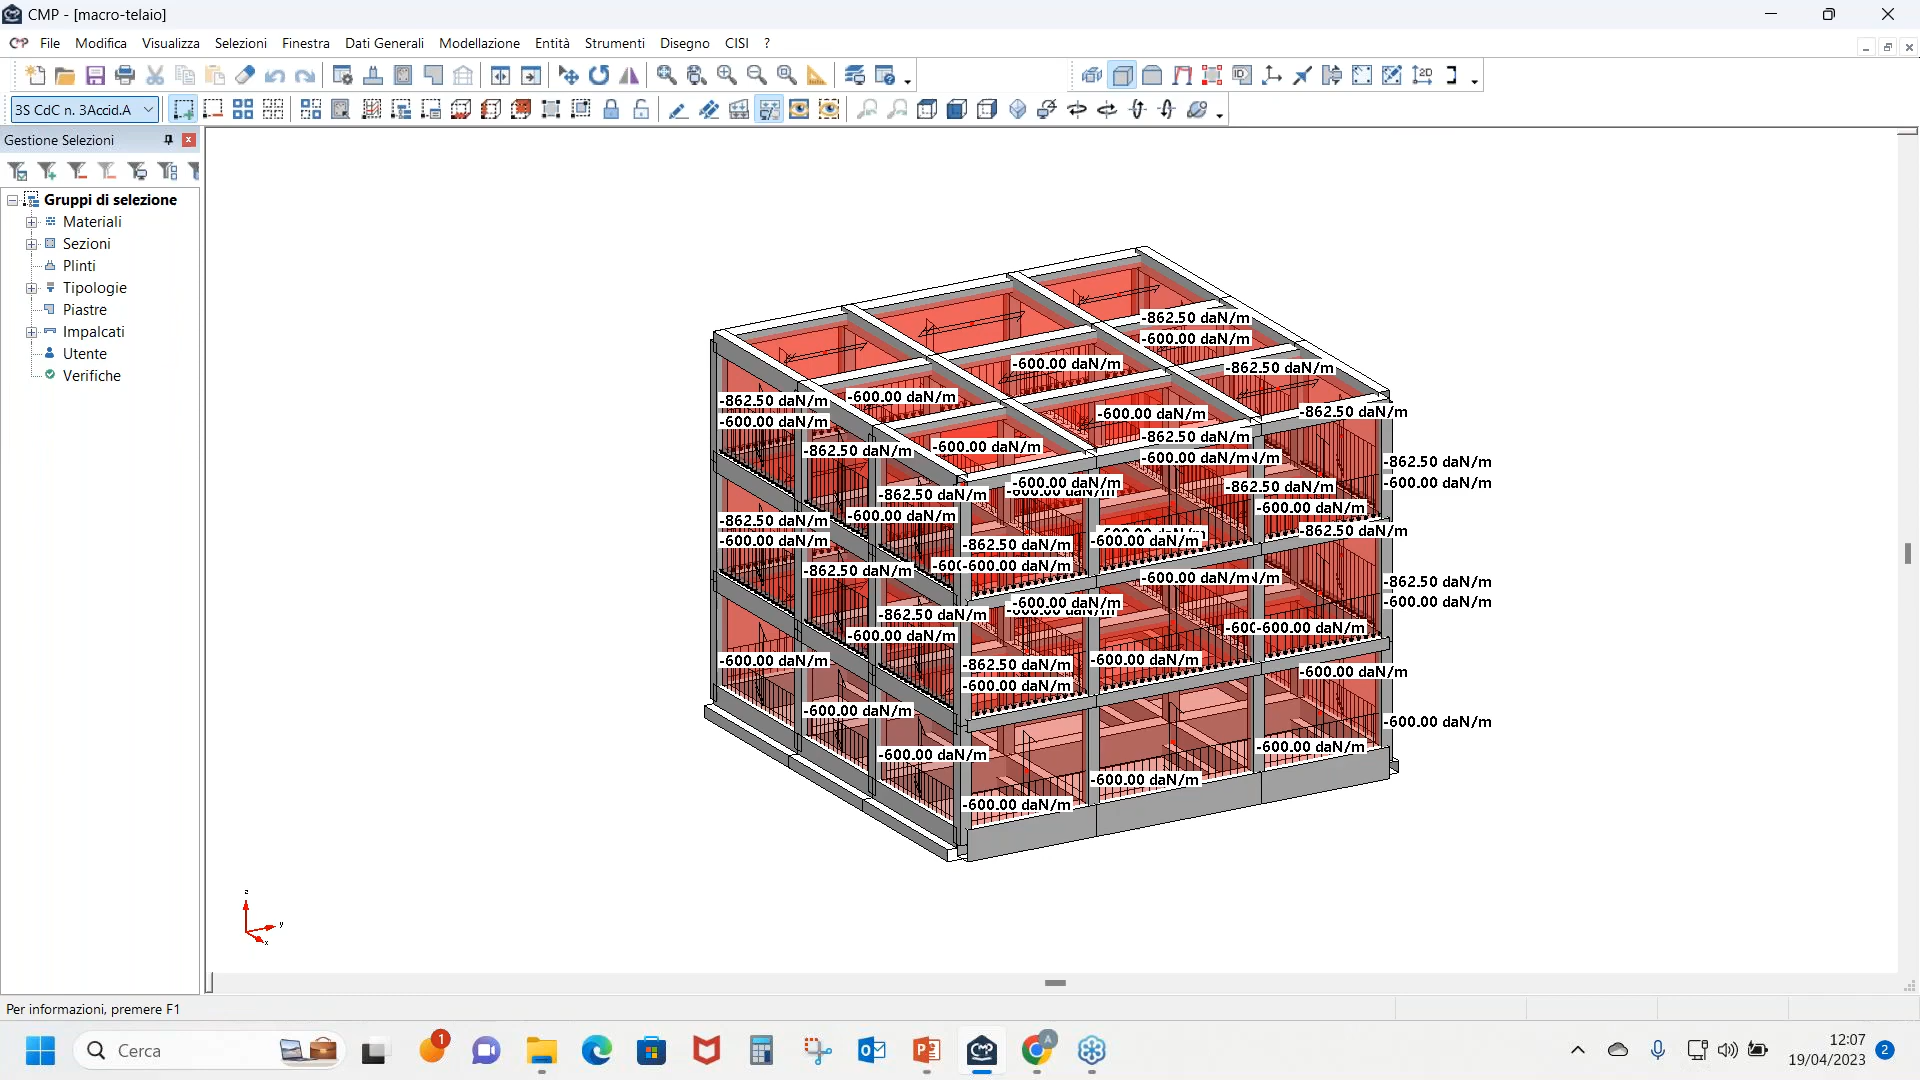 CMP - [macro-telaio]
File Modifica Visualizza Selezioni Finestra Dati Generali Modellazione Entità Strumenti Disegno CISI ?
3S CdC n. 3Accid.A
Gestione Selezioni
Gruppi di selezione
Materiali
Sezioni
Plinti
Tipologie
Piastre
Impalcati
Utente
Verifiche
-862.50 daN/m
-600.00 daN/m
-600.00 daN/m
-862.50 daN/m
-862.50 daN/m
-600.00 daN/m
-862.50 daN/m
-600.00 daN/m
-600.00 daN/m
-862.50 daN/m
-862.50 daN/m
-600.00 daN/m
-600.00 daN/m
-862.50 daN/m
-600.00 daN/m
-600.00 daN/m
-862.50 daN/m
-862.50 daN/m
-600.00 daN/m
-600.00 daN/m
-600.00 daN/m
-862.50 daN/m
-862.50 daN/m
-600.00 daN/m
-600.00 daN/m
-862.50 daN/m
-600.00 daN/m
-862.50 daN/m
-600.00 daN/m
-862.50 daN/m
-600.00 daN/m
-600.00 daN/m
-600.00 daN/m
-862.50 daN/m
-600.00 daN/m
-600.00 daN/m
-600.00 daN/m
-600.00 daN/m
-862.50 daN/m
-600.00 daN/m
-600.00 daN/m
-600.00 daN/m
-600.00 daN/m
-600.00 daN/m
-600.00 daN/m
-600.00 daN/m
-600.00 daN/m
-600.00 daN/m
z
y
x
Per informazioni, premere F1
Cerca
1
A
12:07
19/04/2023
2